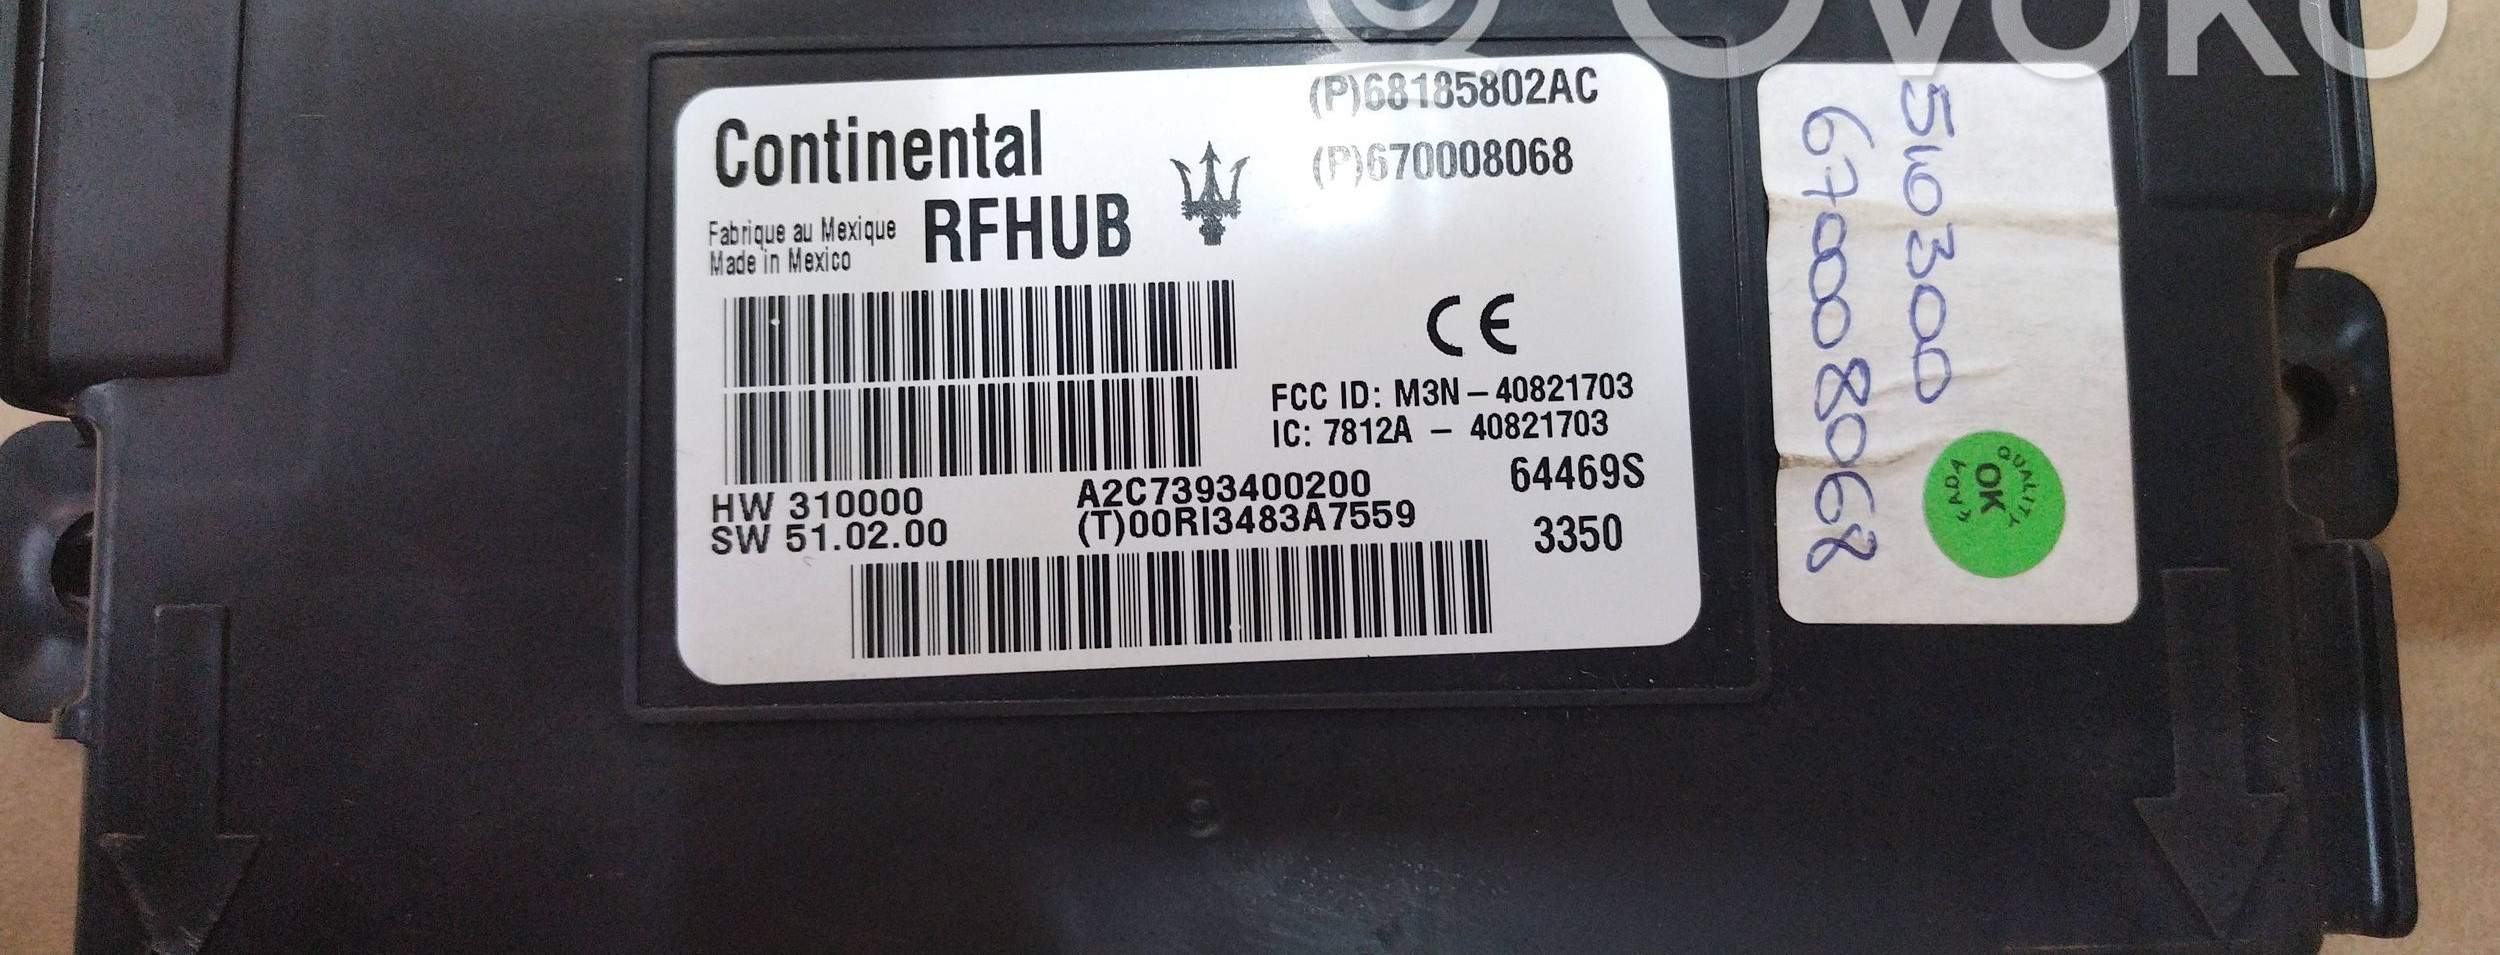 OVOKO
Continental
(P)68185802AC
(P)670008068
Fabrique au Mexique
Made in Mexico
RFHUB
CE
FCC ID: M3N-40821703
IC: 7812A - 40821703
HW 310000
SW 51.02.00
A2C7393400200
(T)00RI3483A7559
64469S
3350
670008068
QUALITY
OK